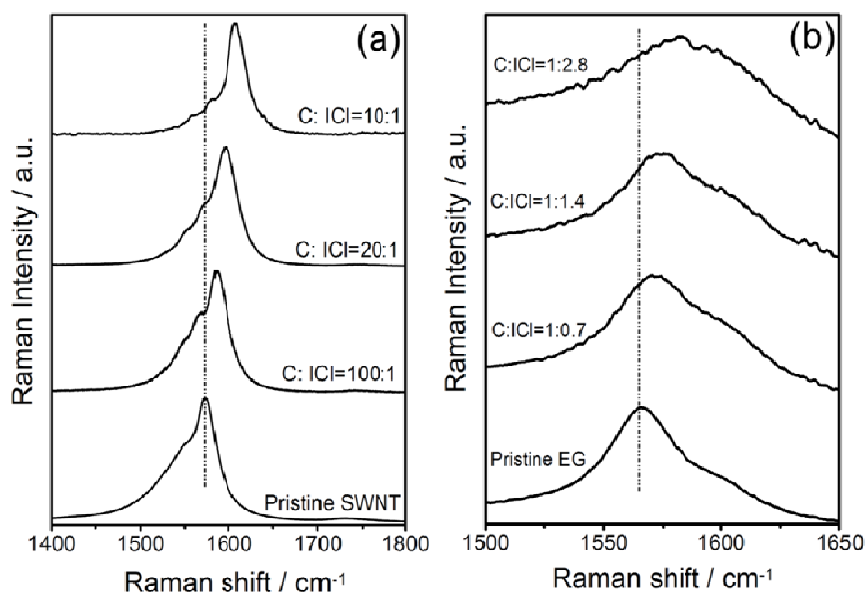 (a)
C: ICl=10:1
C: ICl=20:1
C: ICl=100:1
Pristine SWNT
1400 1500 1600 1700 1800
Raman shift / cm-1
Raman Intensity / a.u.
(b)
C:ICl=1:2.8
C:ICl=1:1.4
C:ICl=1:0.7
Pristine EG
1500 1550 1600 1650
Raman shift / cm-1
Raman Intensity / a.u.